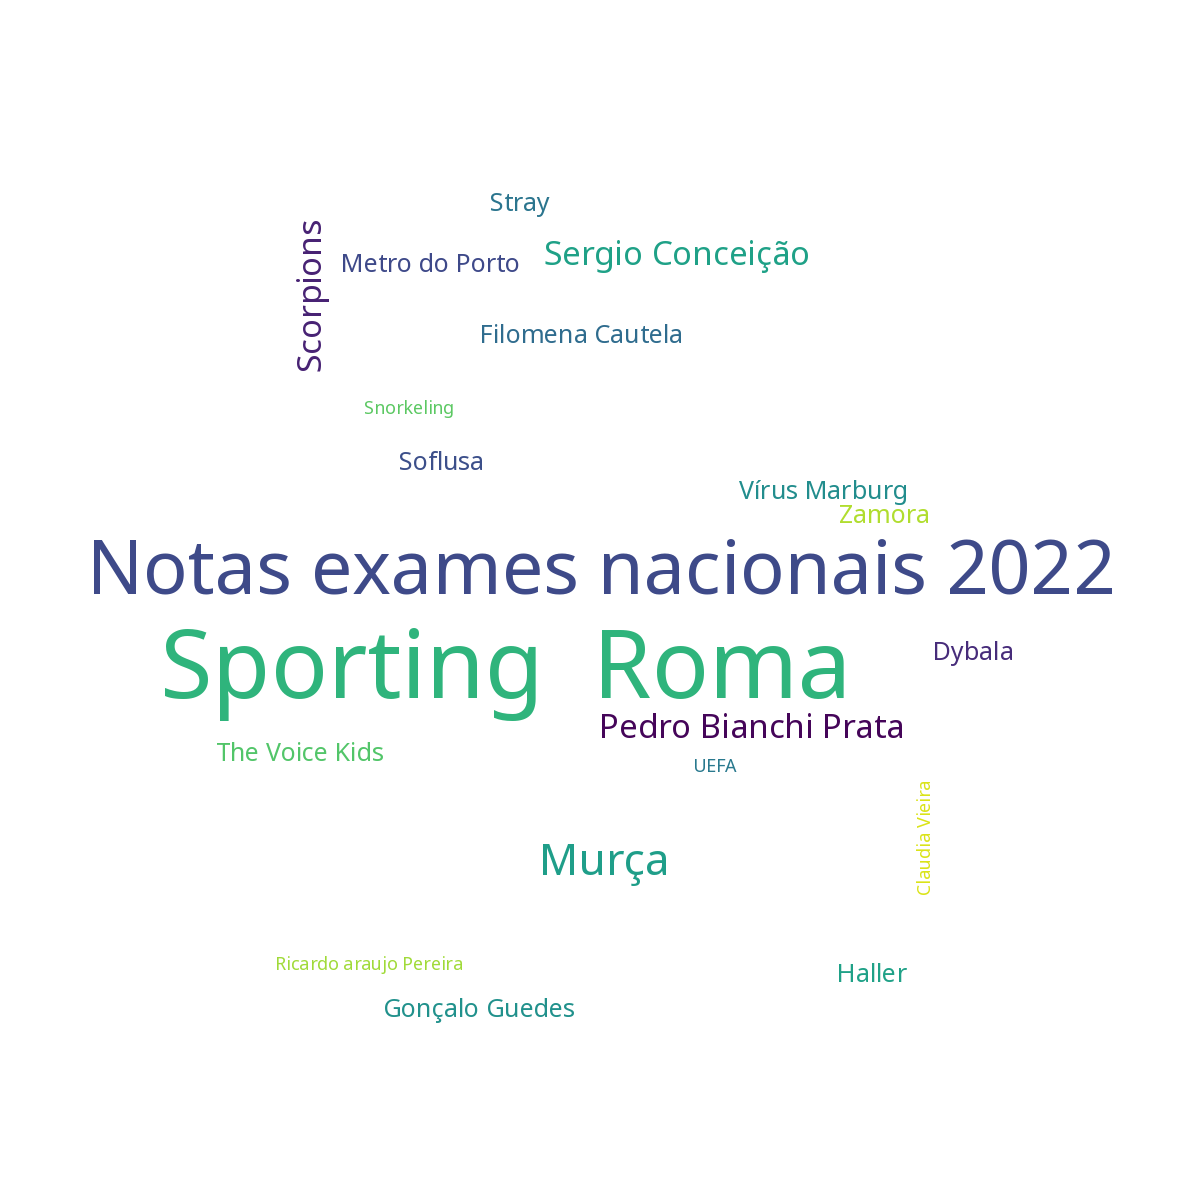 Stray
Scorpions
Metro do Porto
Sergio Conceição
Filomena Cautela
Snorkeling
Soflusa
Vírus Marburg
Zamora
Notas exames nacionais 2022
Sporting Roma
Dybala
Pedro Bianchi Prata
The Voice Kids
UEFA
Claudia Vieira
Murça
Ricardo araujo Pereira
Haller
Gonçalo Guedes